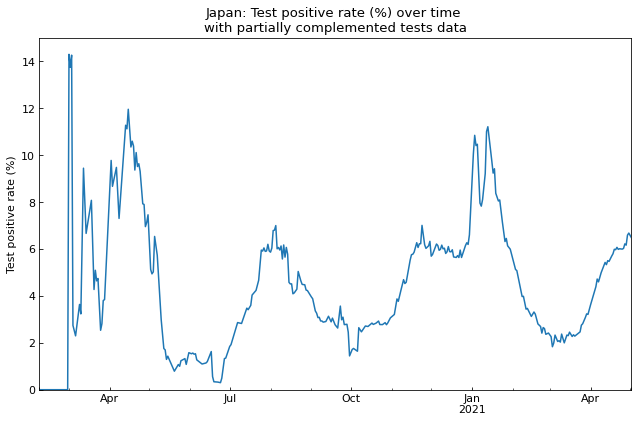 Japan: Test positive rate (%) over time
with partially complemented tests data
Test positive rate (%)
14
12
10
8
6
4
2
0
Apr
Jul
Oct
Jan
2021
Apr